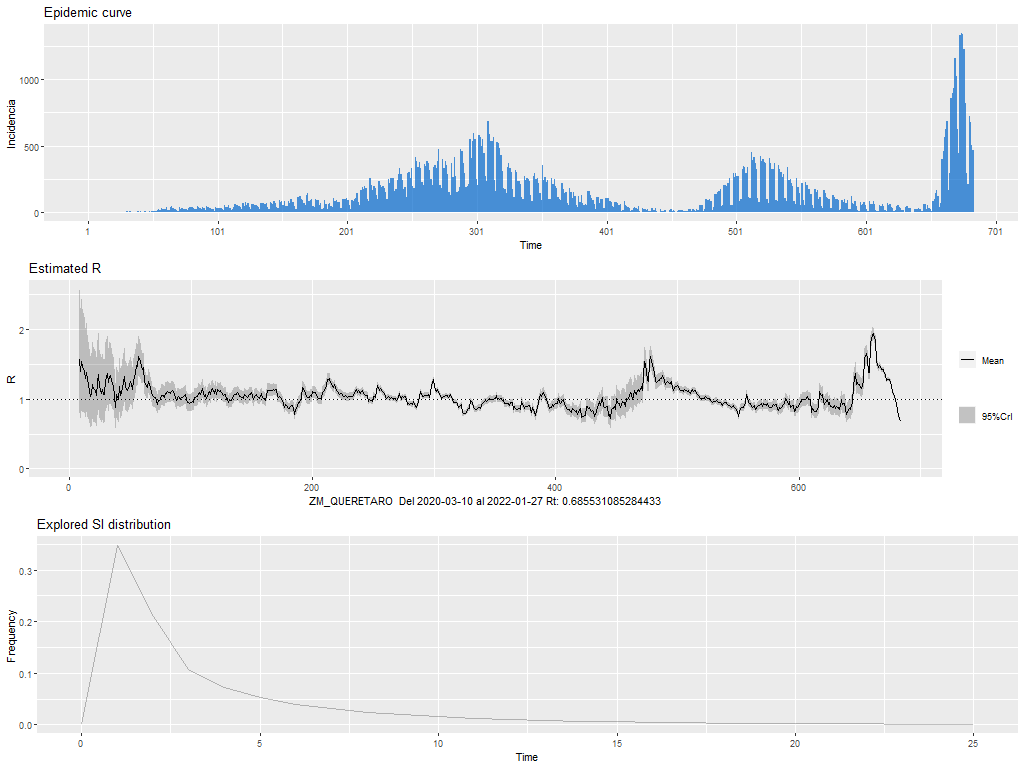 Epidemic curve
1000
500
0
Incidencia
1 101 201 301 401 501 601 701
Time
Estimated R
2
1
0
R
Mean
95%CrI
0 200 400 600
ZM_QUERETARO Del 2020-03-10 al 2022-01-27 Rt: 0.685531085284433
Explored SI distribution
0.3
0.2
0.1
0.0
Frequency
0 5 10 15 20 25
Time